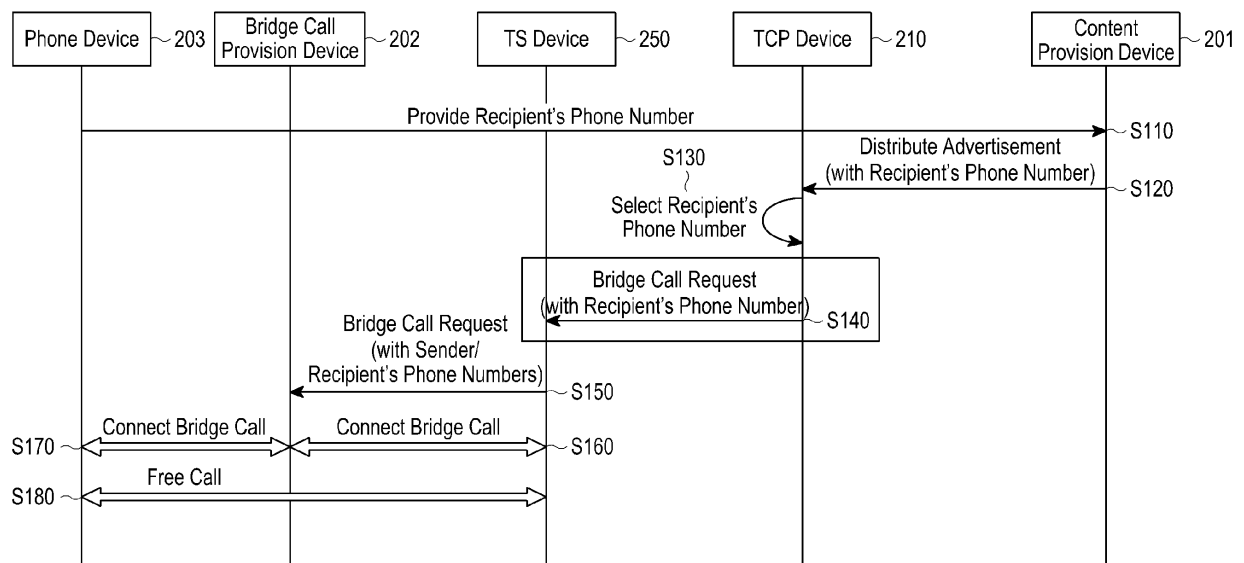 Phone Device
203
Bridge Call
Provision Device
202
TS Device
250
TCP Device
210
Content
Provision Device
201
Provide Recipient's Phone Number
S110
Distribute Advertisement
(with Recipient's Phone Number)
S120
S130
Select Recipient's
Phone Number
Bridge Call Request
(with Recipient's Phone Number)
S140
Bridge Call Request
(with Sender/
Recipient's Phone Numbers)
S150
S170
Connect Bridge Call
Connect Bridge Call
S160
S180
Free Call